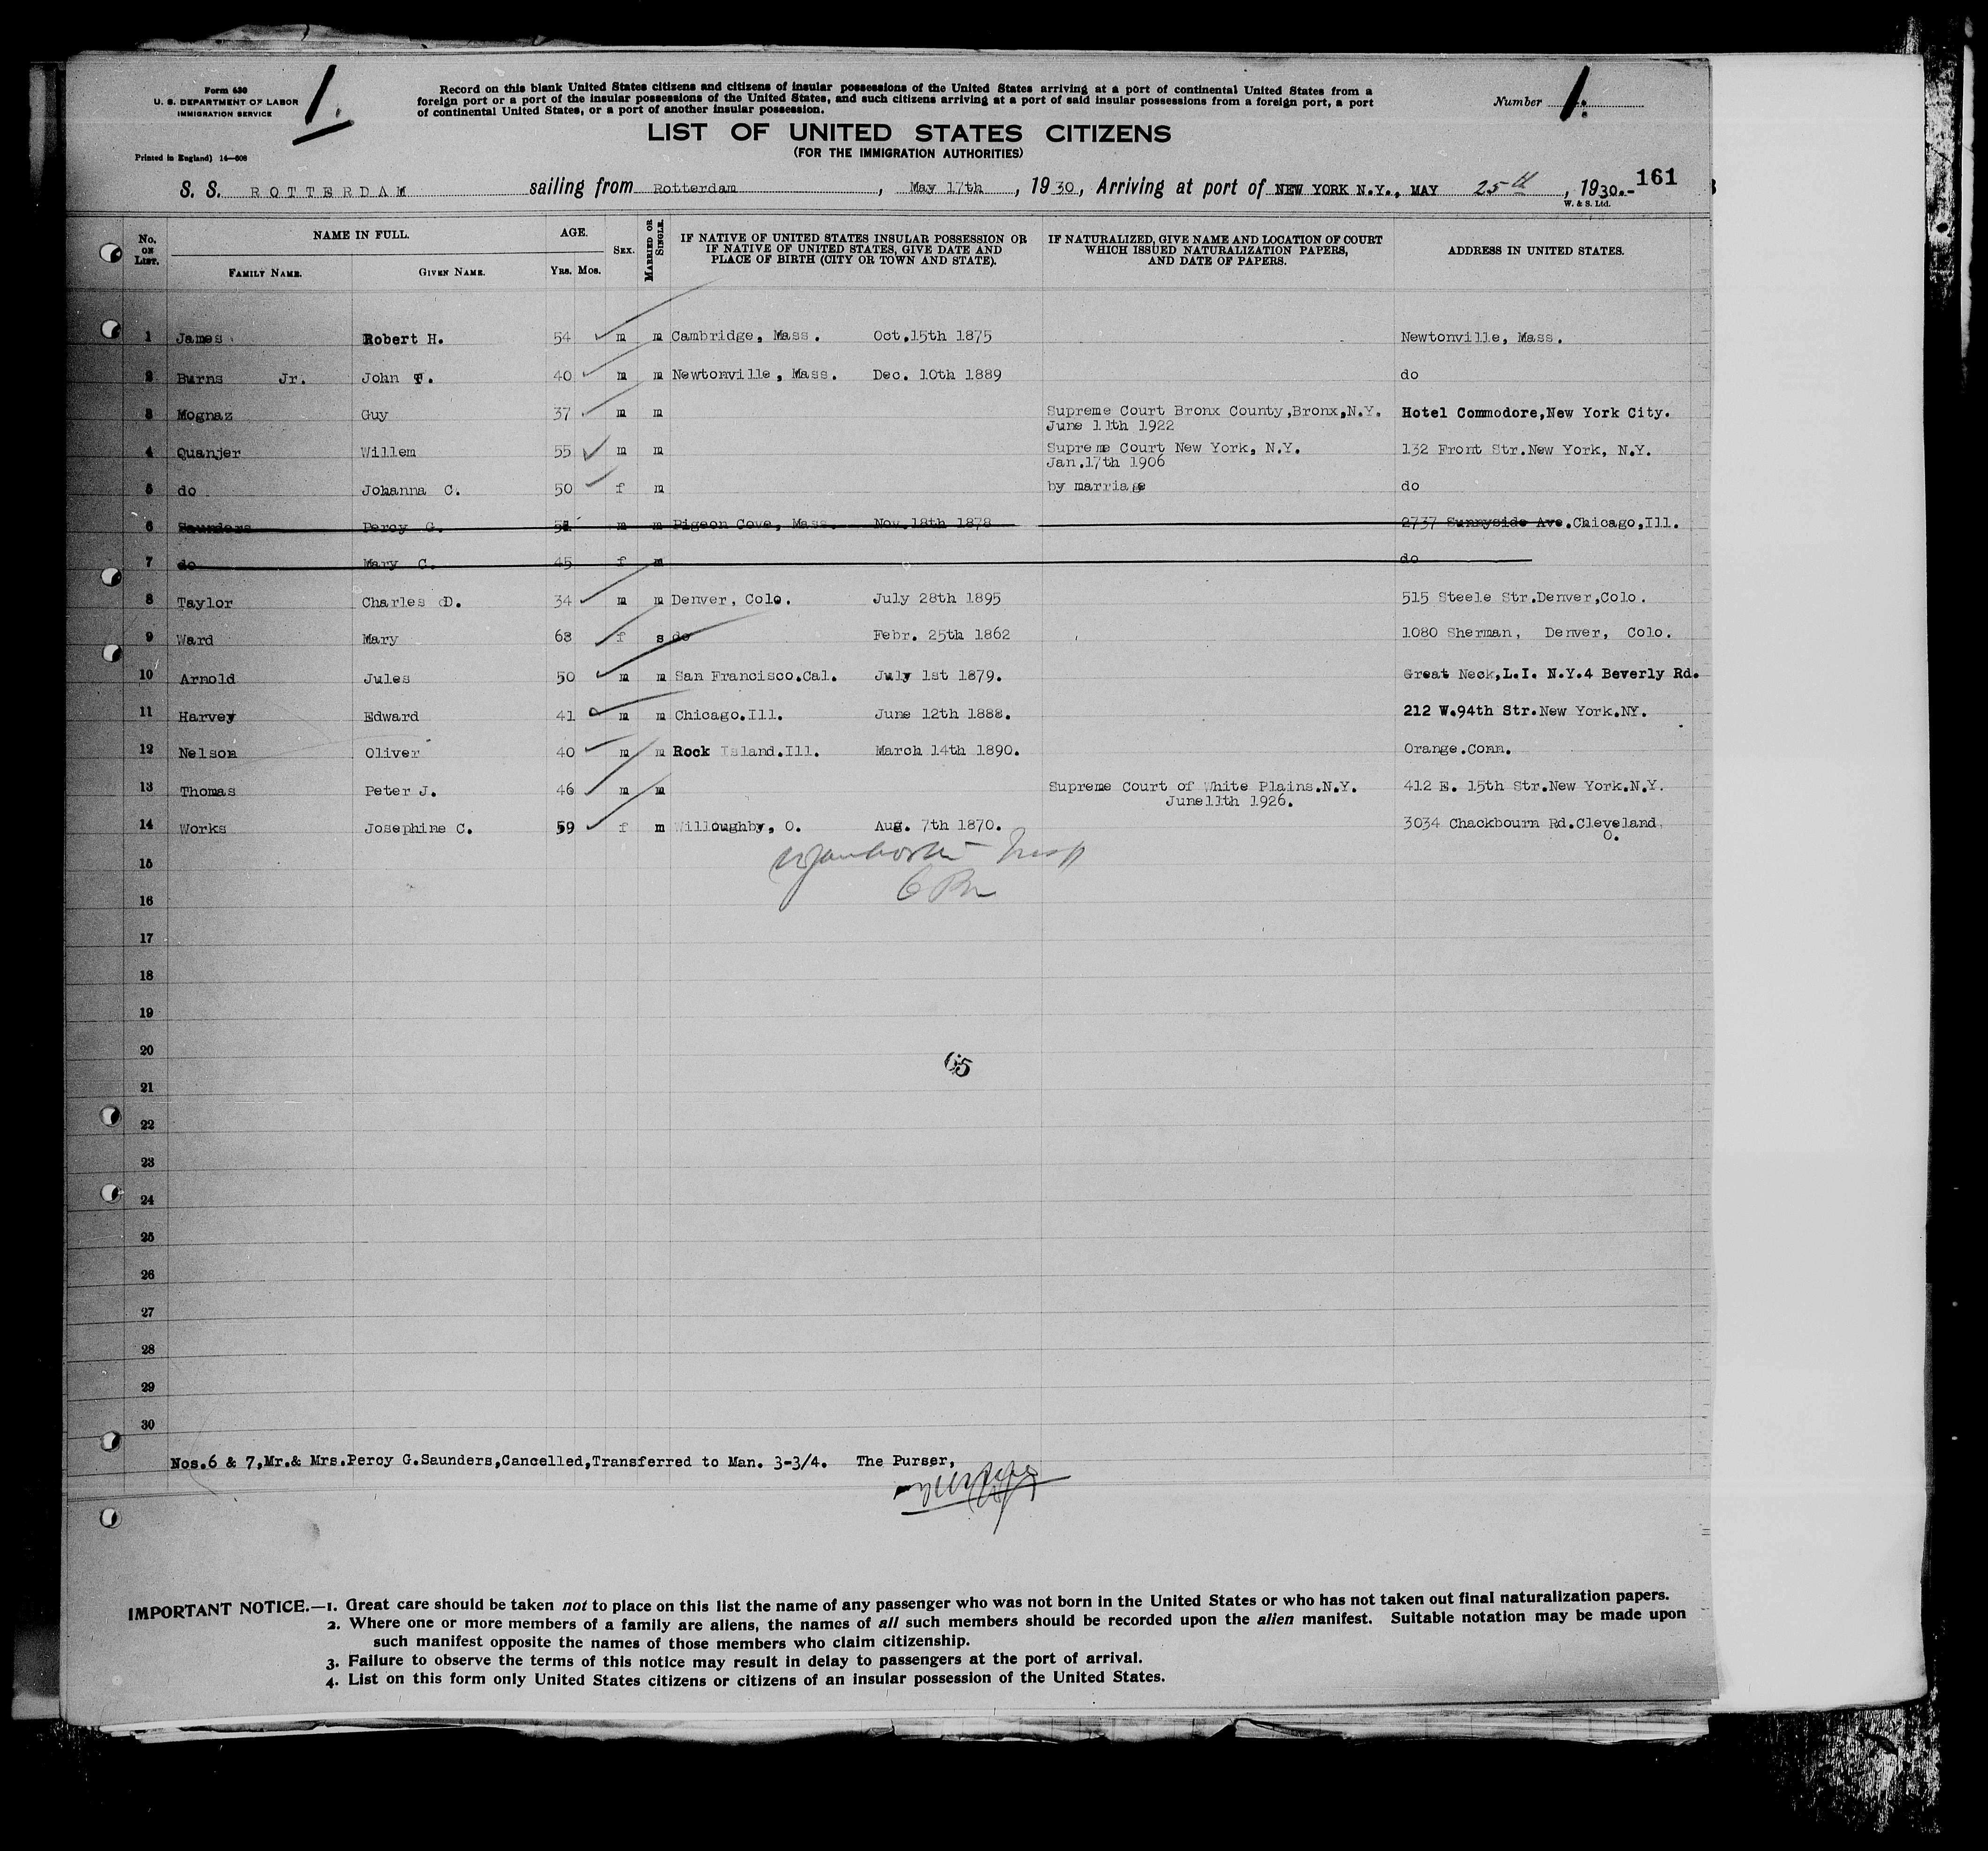 Form 630
U. S. DEPARTMENT OF LABOR
IMMIGRATION SERVICE
1.
Record on this blank United States citizens and citizens of insular possessions of the United States arriving at a port of continental United States from a
foreign port or a port of the insular possessions of the United States, and such citizens arriving at a port of said insular possessions from a foreign port, a port
of continental United States, or a port of another insular possession.
Number 1.
LIST OF UNITED STATES CITIZENS
(FOR THE IMMIGRATION AUTHORITIES)
Printed in England) 14—608
S. S. ROTTERDAM sailing from Rotterdam, May 17th, 1930, Arriving at port of NEW YORK N.Y., MAY 25th, 1930.- 161
W. & S. Ltd.
No. ON LIST. NAME IN FULL. AGE. SEX. MARRIED OR SINGLE. IF NATIVE OF UNITED STATES INSULAR POSSESSION OR IF NATIVE OF UNITED STATES, GIVE DATE AND PLACE OF BIRTH (CITY OR TOWN AND STATE). IF NATURALIZED, GIVE NAME AND LOCATION OF COURT WHICH ISSUED NATURALIZATION PAPERS, AND DATE OF PAPERS. ADDRESS IN UNITED STATES.
FAMILY NAME. GIVEN NAME. YRS. MOS.
1 James Robert H. 54 m m Cambridge, Mass. Oct.15th 1875 Newtonville, Mass.
2 Burns Jr. John T. 40 m m Newtonville, Mass. Dec. 10th 1889 do
3 Mognaz Guy 37 m m Supreme Court Bronx County,Bronx,N.Y. Hotel Commodore,New York City.
June 11th 1922
4 Quanjer Willem 55 m m Supreme Court New York, N.Y. 132 Front Str.New York, N.Y.
Jan.17th 1906
5 do Johanna C. 50 f m by marriage do
6 Saunders Percy G. 51 m m Pigeon Cove, Mass. Nov.18th 1878 2737 Sunnyside Ave.Chicago,Ill.
7 do Mary C. 45 f m do
8 Taylor Charles D. 34 m m Denver, Colo. July 28th 1895 515 Steele Str.Denver,Colo.
9 Ward Mary 68 f s do Febr. 25th 1862 1080 Sherman, Denver, Colo.
10 Arnold Jules 50 m m San Francisco.Cal. July 1st 1879. Great Neck,L.I. N.Y.4 Beverly Rd.
11 Harvey Edward 41 m m Chicago.Ill. June 12th 1888. 212 W.94th Str.New York.NY.
12 Nelson Oliver 40 m m Rock Island.Ill. March 14th 1890. Orange.Conn.
13 Thomas Peter J. 46 m m Supreme Court of White Plains.N.Y. 412 E. 15th Str.New York.N.Y.
June11th 1926.
14 Works Josephine C. 59 f m Willoughby, O. Aug. 7th 1870. 3034 Chackbourn Rd.Cleveland,
O.
15
16
17
18
19
20
65
21
22
23
24
25
26
27
28
29
30
Nos.6 & 7,Mr.& Mrs.Percy G.Saunders,Cancelled,Transferred to Man. 3-3/4. The Purser,
IMPORTANT NOTICE.—1. Great care should be taken not to place on this list the name of any passenger who was not born in the United States or who has not taken out final naturalization papers.
2. Where one or more members of a family are aliens, the names of all such members should be recorded upon the alien manifest. Suitable notation may be made upon
such manifest opposite the names of those members who claim citizenship.
3. Failure to observe the terms of this notice may result in delay to passengers at the port of arrival.
4. List on this form only United States citizens or citizens of an insular possession of the United States.